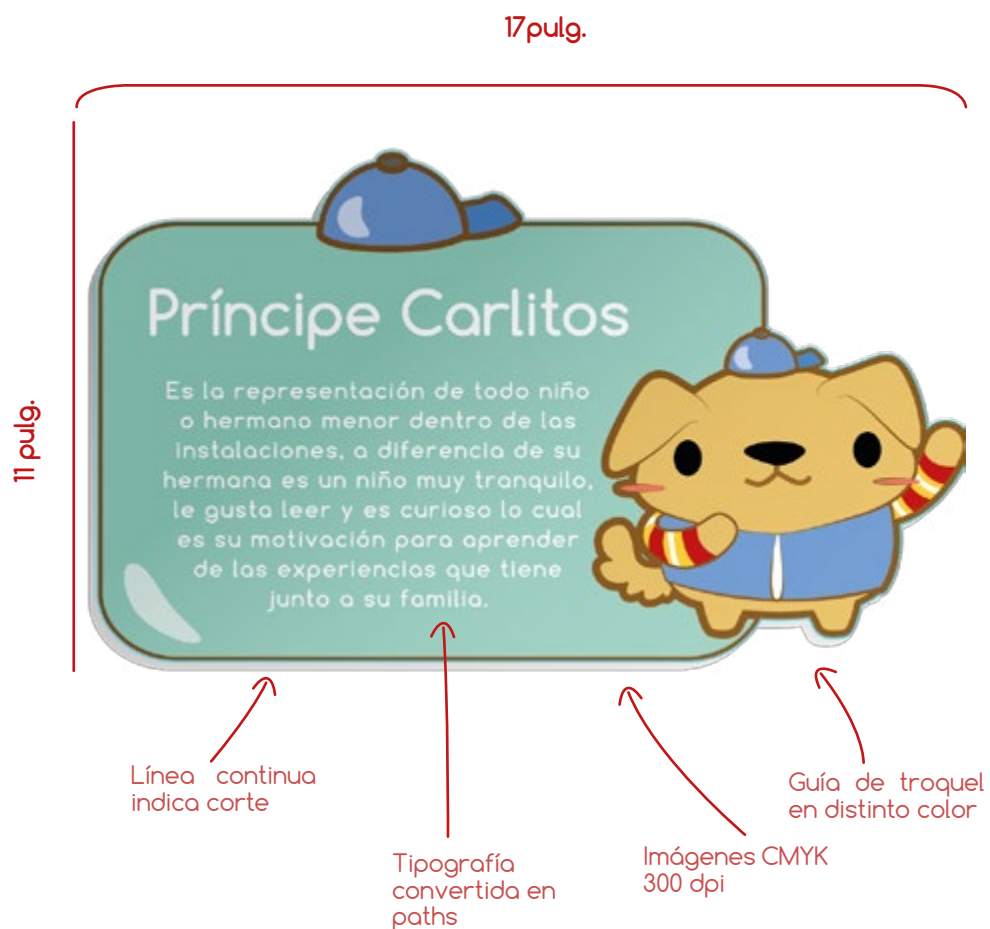 17pulg.
11 pulg.
Príncipe Carlitos
Es la representación de todo niño
o hermano menor dentro de las
instalaciones, a diferencia de su
hermana es un niño muy tranquilo,
le gusta leer y es curioso lo cual
es su motivación para aprender
de las experiencias que tiene
junto a su familia.
Línea continua
indica corte
Tipografía
convertida en
paths
Imágenes CMYK
300 dpi
Guía de troquel
en distinto color